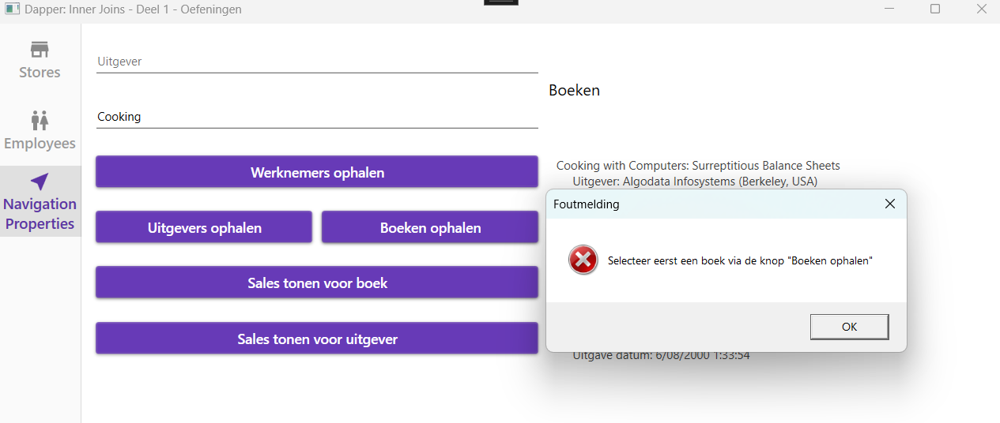 Dapper: Inner Joins - Deel 1 - Oefeningen
Stores
Employees
Navigation
Properties
Uitgever
Cooking
Werknemers ophalen
Uitgevers ophalen
Boeken ophalen
Sales tonen voor boek
Sales tonen voor uitgever
Boeken
Cooking with Computers: Surreptitious Balance Sheets
Uitgever: Algodata Infosystems (Berkeley, USA)
Foutmelding
Selecteer eerst een boek via de knop "Boeken ophalen"
OK
Uitgave datum: 6/08/2000 1:33:54